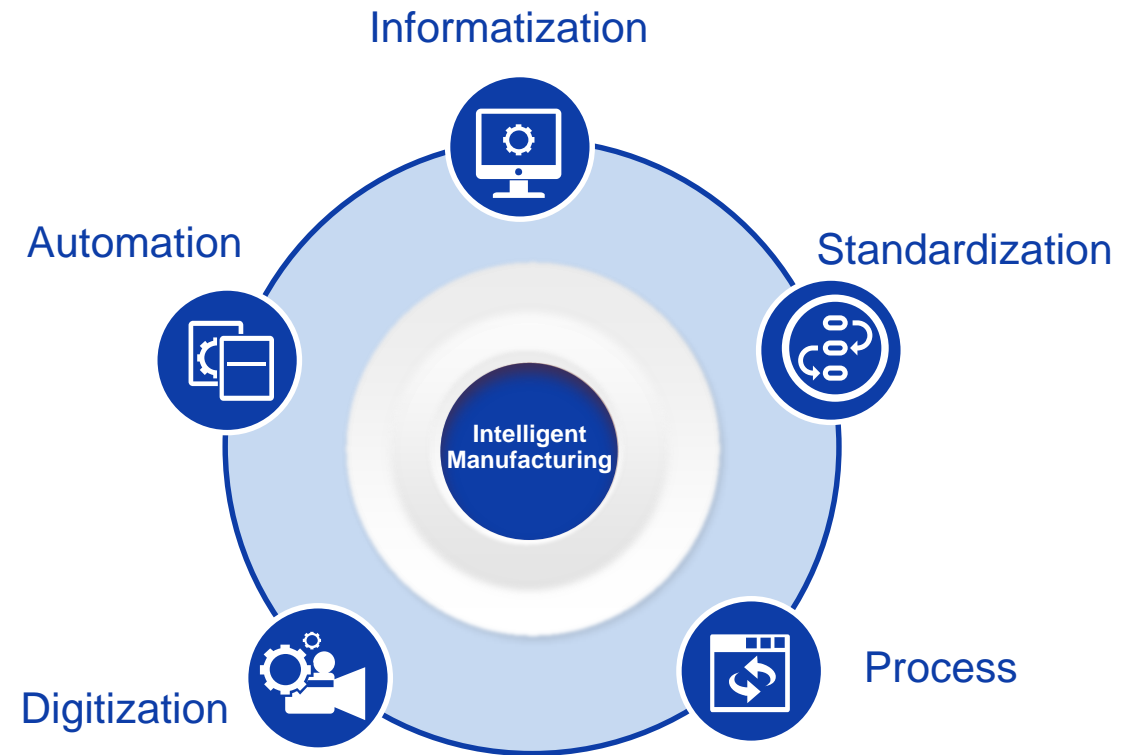 Informatization
Automation
Standardization
Intelligent
Manufacturing
Process
Digitization